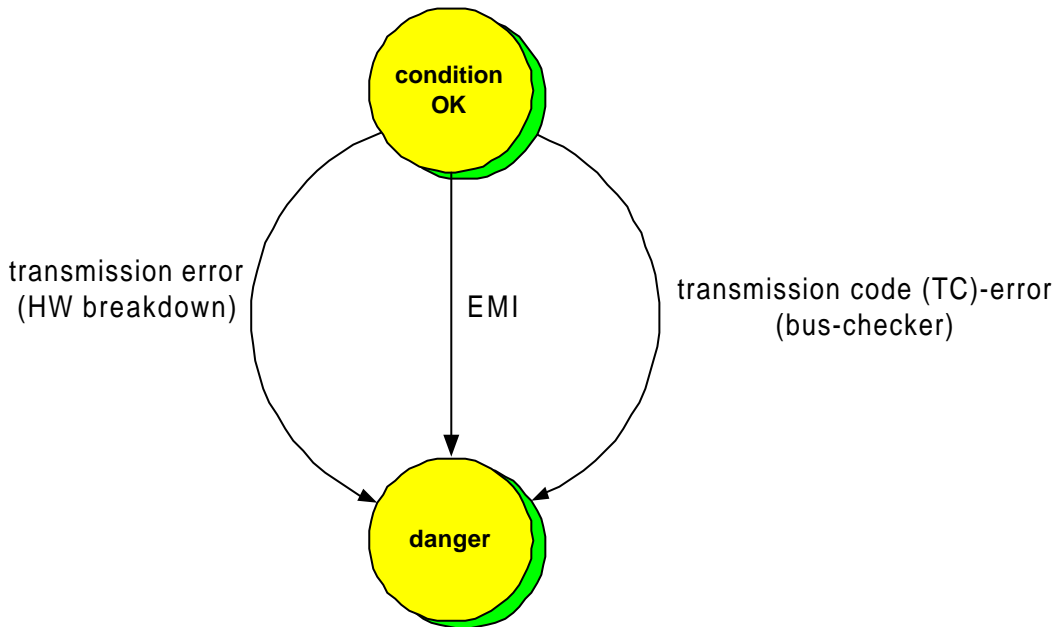 condition
OK
transmission error
(HW breakdown)
EMI
transmission code (TC)-error
(bus-checker)
danger